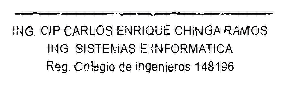 ING. CIP CARLOS ENRIQUE CHINGA RAMOS
ING. SISTEMAS E INFORMATICA
Reg. Colegio de Ingenieros 148196